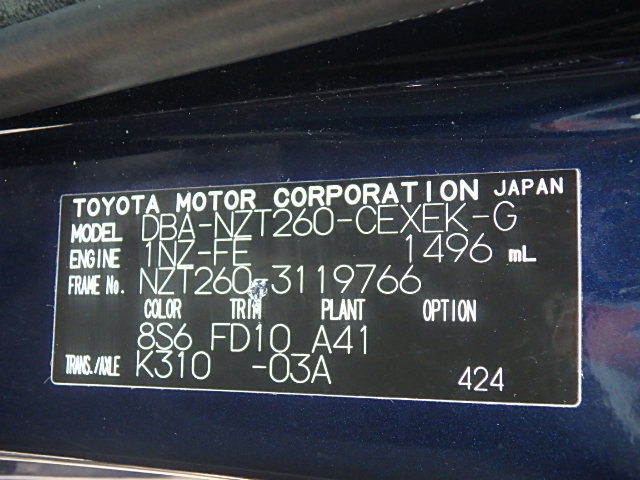 TOYOTA MOTOR CORPORATION JAPAN
MODEL DBA-NZT260-CEXEK-G
ENGINE 1NZ-FE 1496 mL
FRAME No. NZT260-3119766
COLOR TRIM PLANT OPTION
8S6 FD10 A41
TRANS./AXLE K310 -03A
424